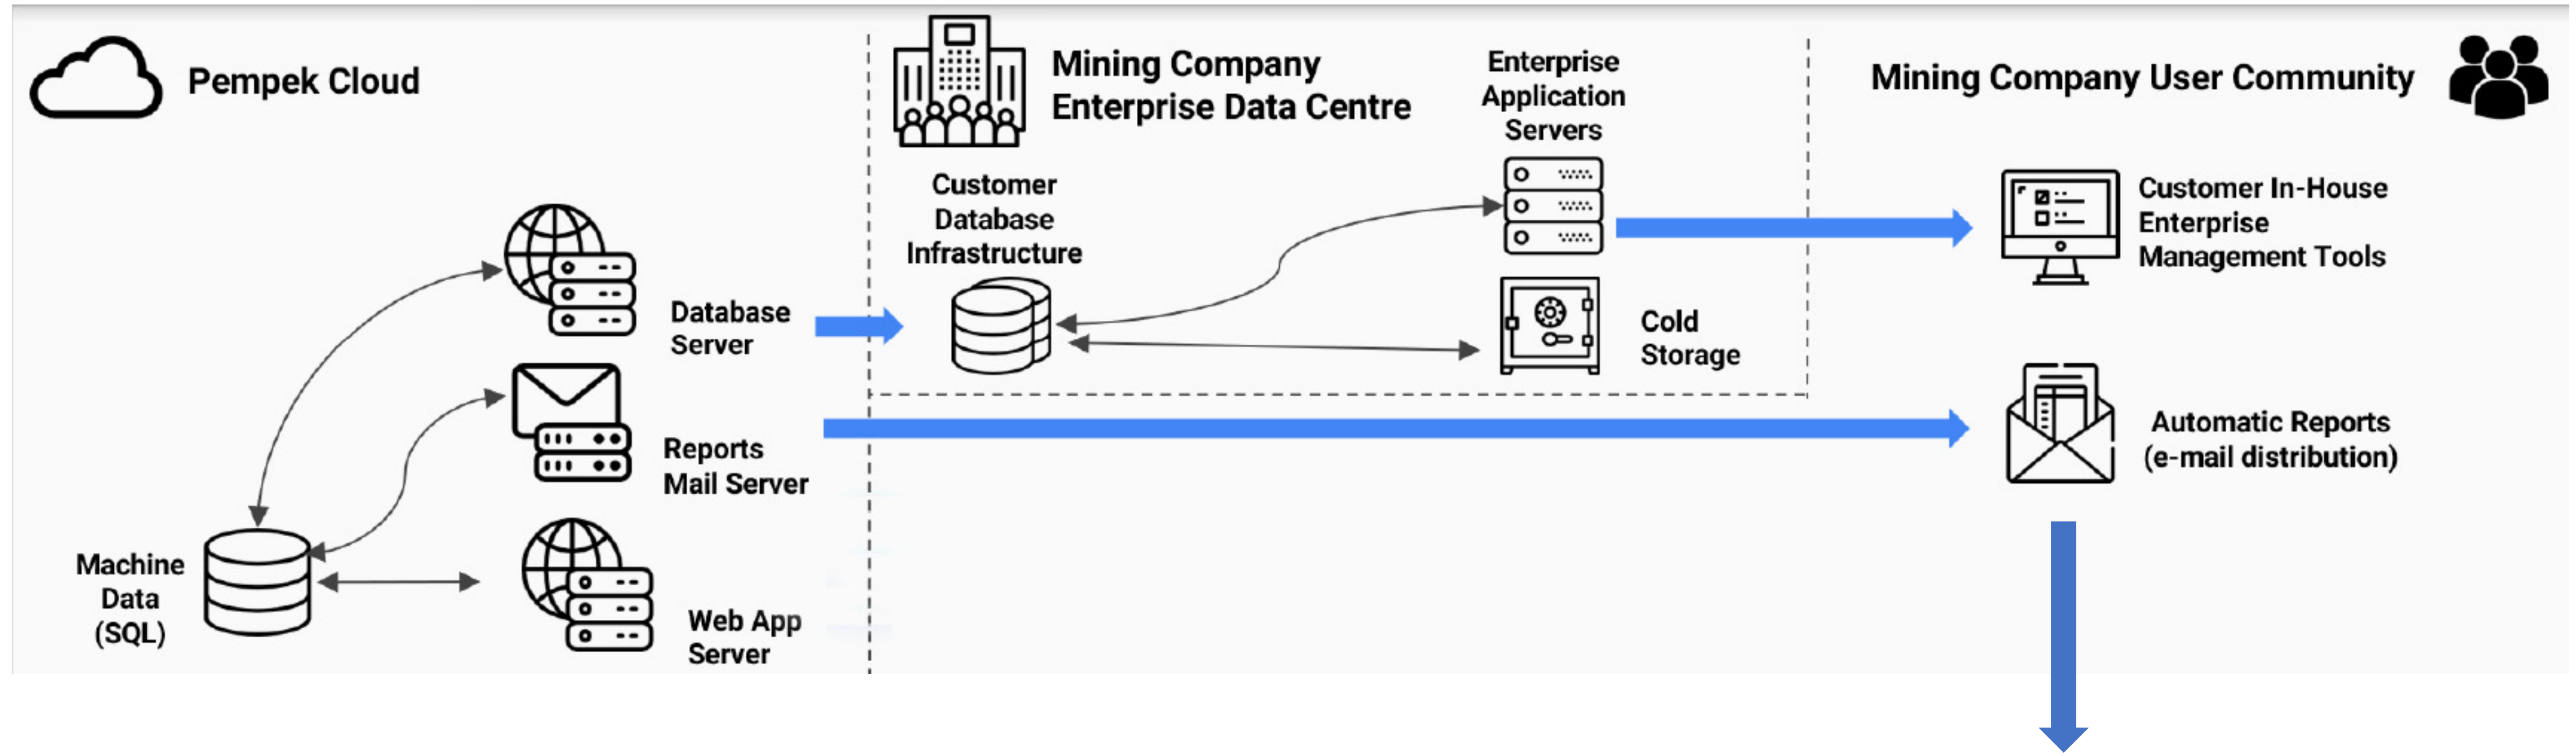 Pempek Cloud
Mining Company
Enterprise Data Centre
Enterprise
Application
Servers
Mining Company User Community
Customer
Database
Infrastructure
Customer In-House
Enterprise
Management Tools
Database
Server
Cold
Storage
Reports
Mail Server
Automatic Reports
(e-mail distribution)
Machine
Data
(SQL)
Web App
Server